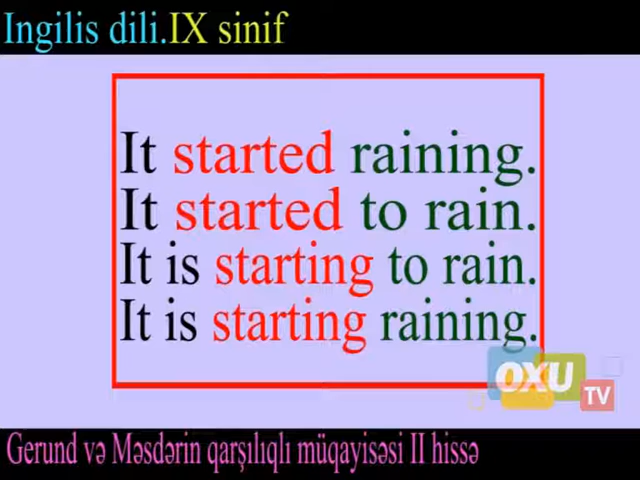 Ingilis dili.IX sinif
It started raining.
It started to rain.
It is starting to rain.
It is starting raining.
OXU
TV
Gerund və Məsdərin qarşılıqlı müqayisəsi II hissə